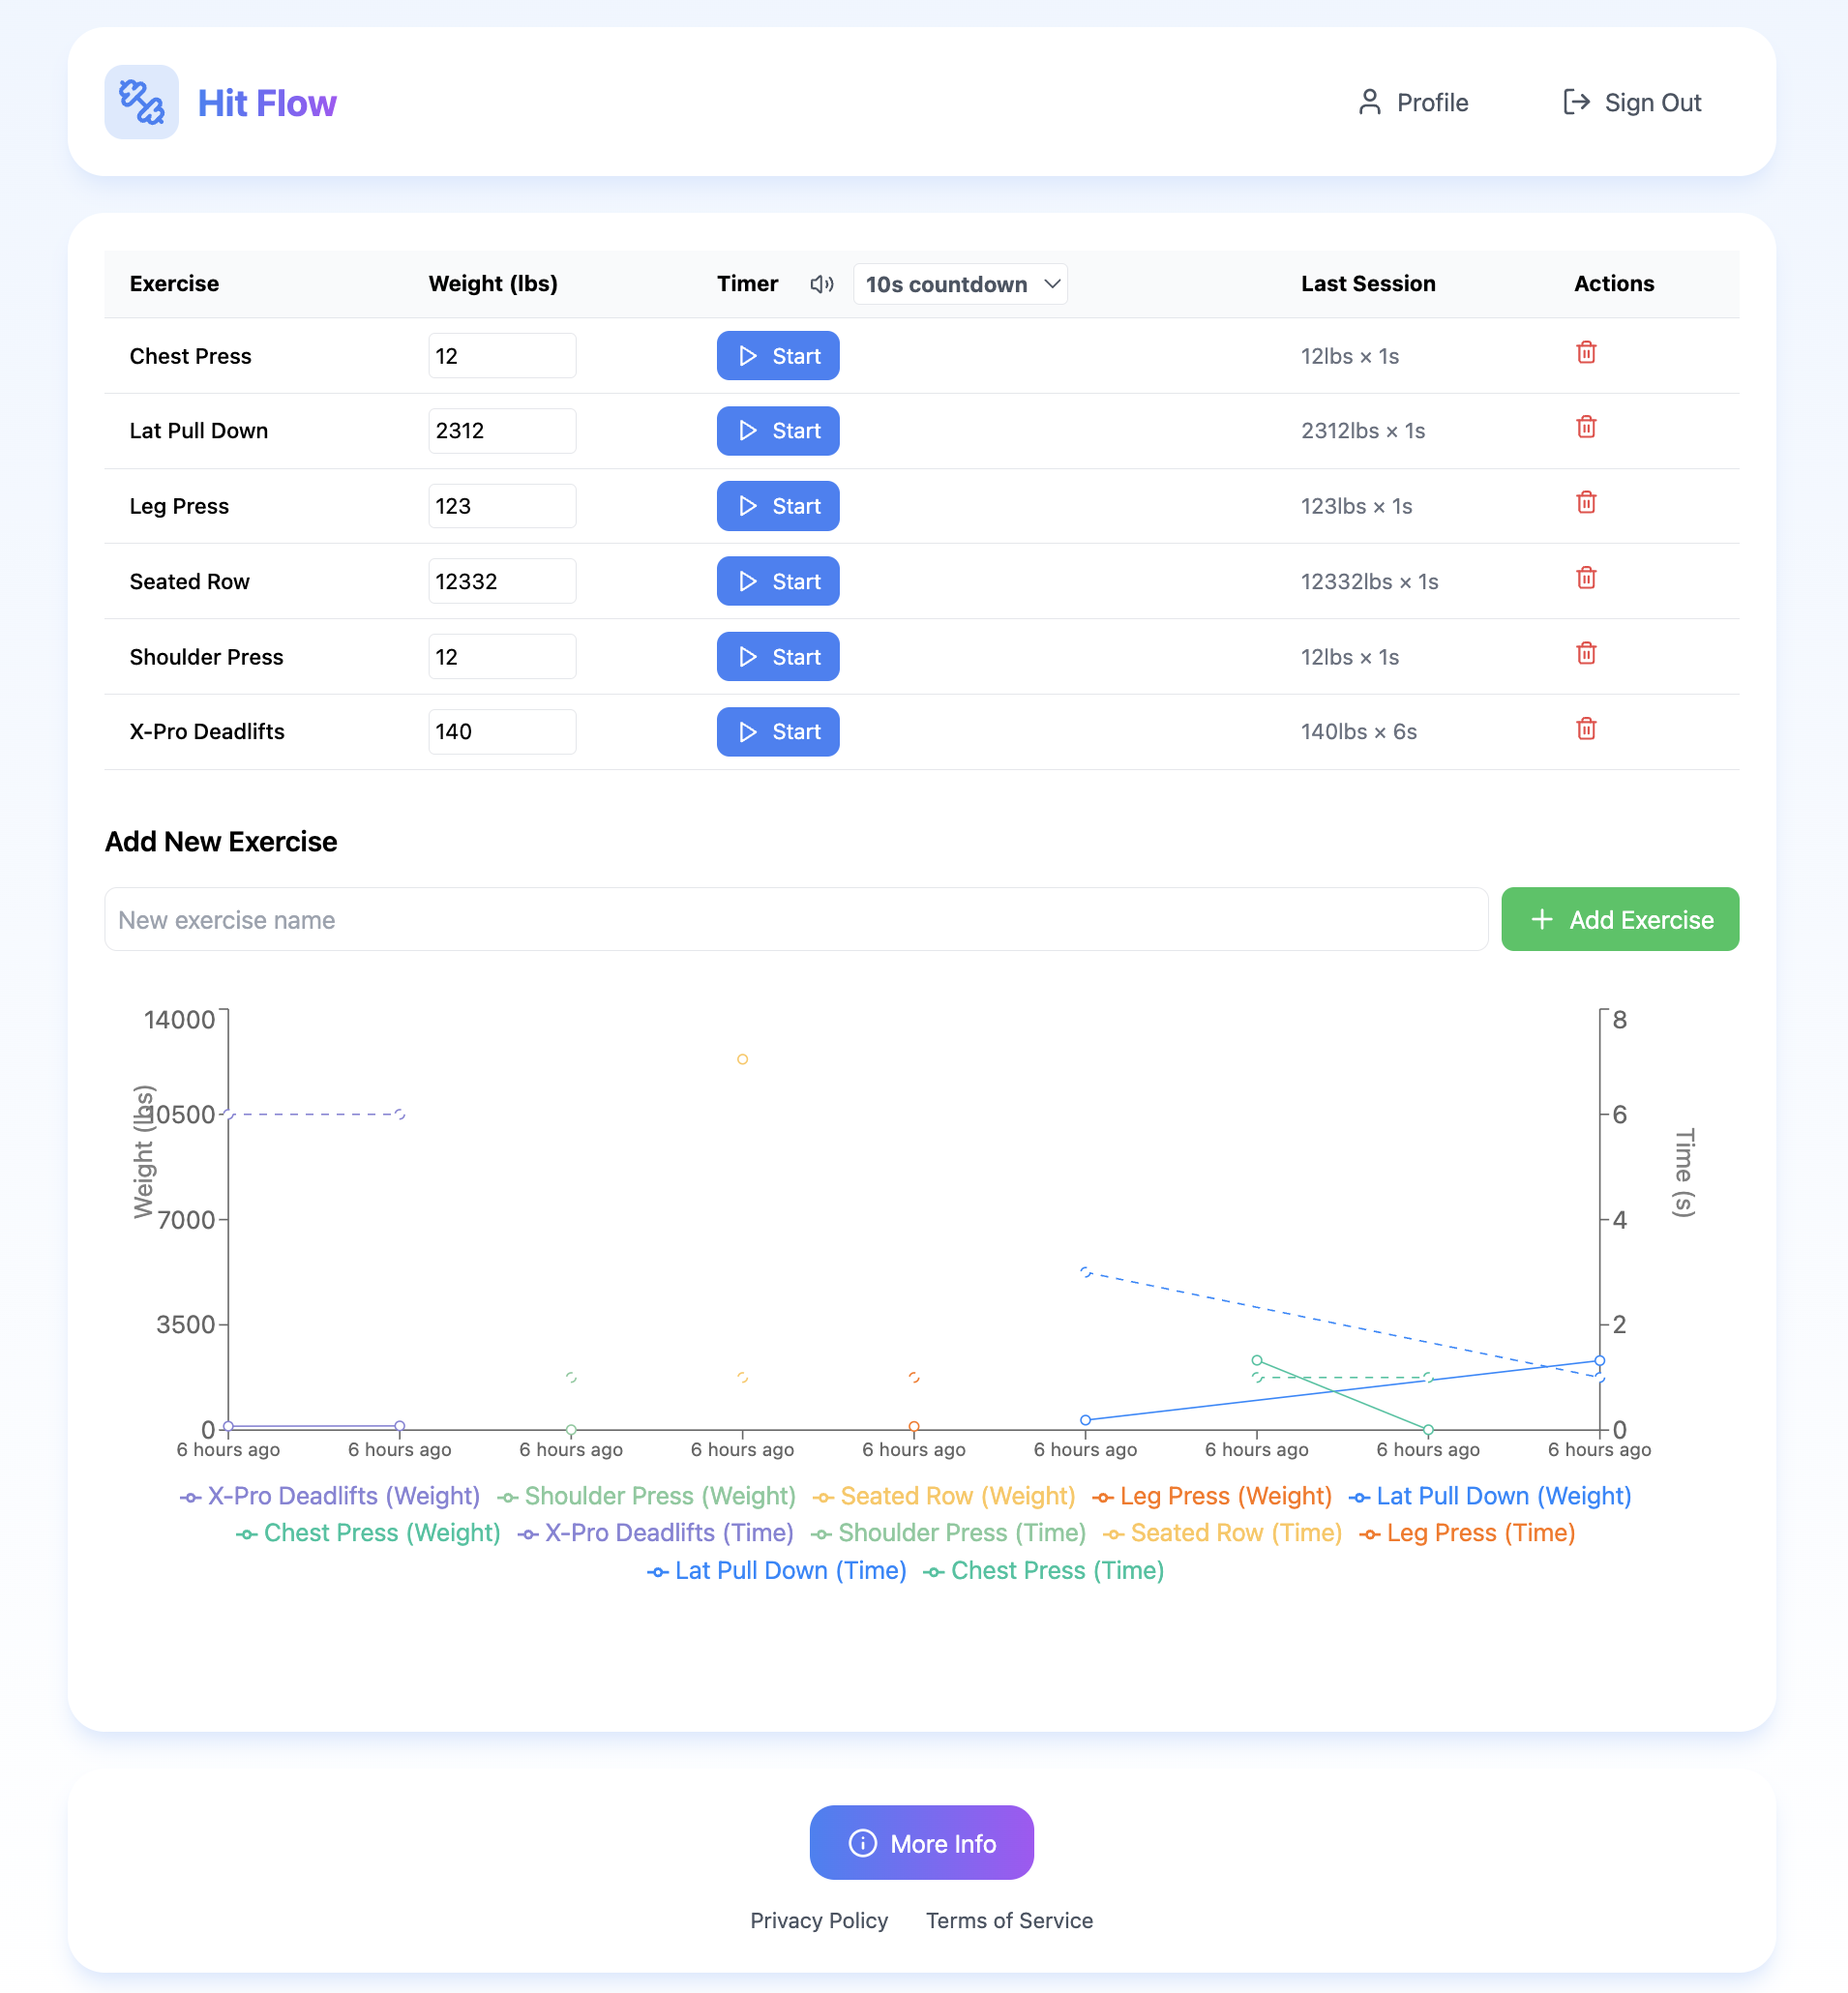 Hit Flow
Profile
Sign Out
Exercise Weight (lbs) Timer 10s countdown Last Session Actions
Chest Press 12 Start 12lbs × 1s
Lat Pull Down 2312 Start 2312lbs × 1s
Leg Press 123 Start 123lbs × 1s
Seated Row 12332 Start 12332lbs × 1s
Shoulder Press 12 Start 12lbs × 1s
X-Pro Deadlifts 140 Start 140lbs × 6s
Add New Exercise
New exercise name
Add Exercise
14000
10500
7000
3500
0
Weight (lbs)
8
6
4
2
0
Time (s)
6 hours ago 6 hours ago 6 hours ago 6 hours ago 6 hours ago 6 hours ago 6 hours ago 6 hours ago 6 hours ago
X-Pro Deadlifts (Weight) Shoulder Press (Weight) Seated Row (Weight) Leg Press (Weight) Lat Pull Down (Weight)
Chest Press (Weight) X-Pro Deadlifts (Time) Shoulder Press (Time) Seated Row (Time) Leg Press (Time)
Lat Pull Down (Time) Chest Press (Time)
More Info
Privacy Policy Terms of Service